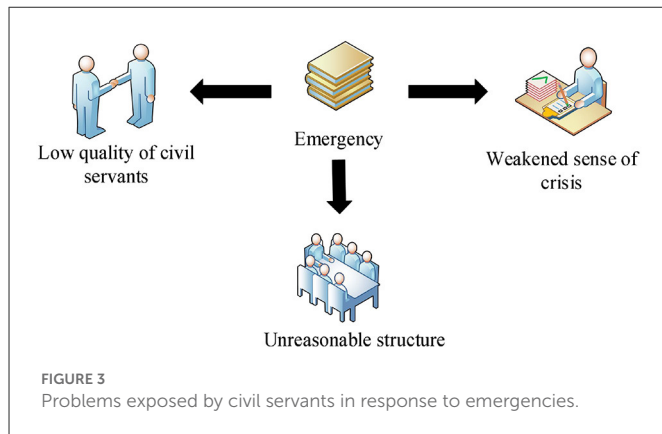 Emergency
Low quality of civil
servants
Weakened sense of
crisis
Unreasonable structure
FIGURE 3
Problems exposed by civil servants in response to emergencies.